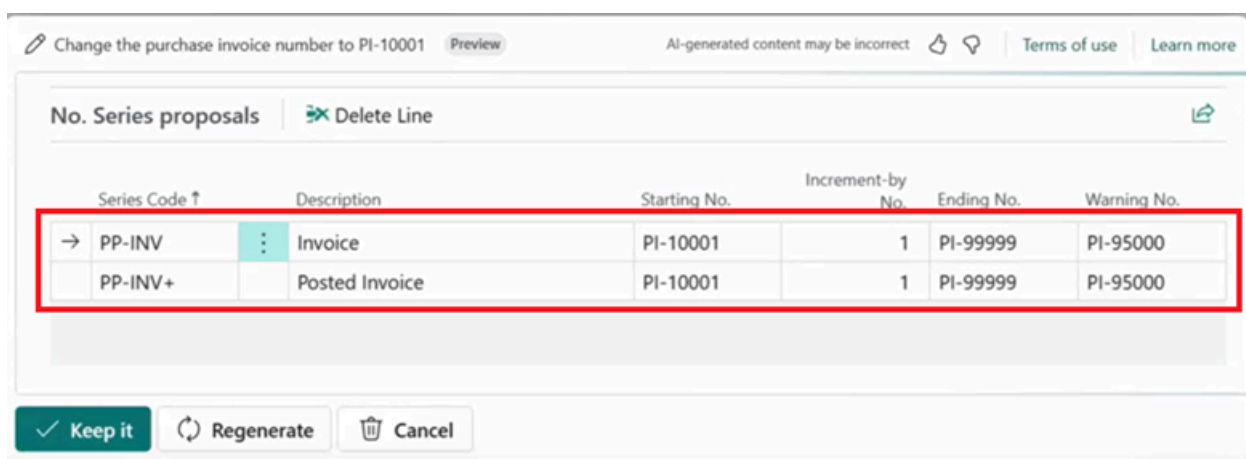 Change the purchase invoice number to PI-10001 Preview AI-generated content may be incorrect Terms of use Learn more
No. Series proposals Delete Line
Series Code ↑ Description Starting No. Increment-by No. Ending No. Warning No.
→ PP-INV Invoice PI-10001 1 PI-99999 PI-95000
PP-INV+ Posted Invoice PI-10001 1 PI-99999 PI-95000
Keep it Regenerate Cancel